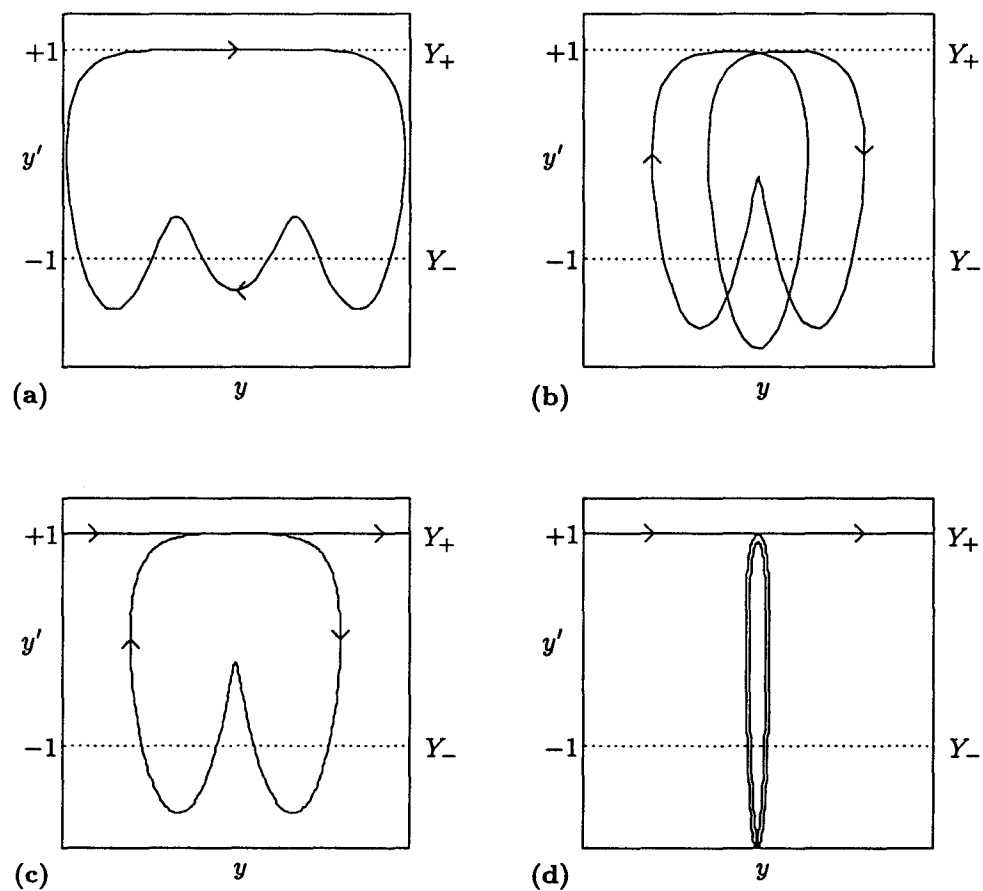 +1 Y₊
y′
−1 Y₋
(a) y
+1 Y₊
y′
−1 Y₋
(b) y
+1 Y₊
y′
−1 Y₋
(c) y
+1 Y₊
y′
−1 Y₋
(d) y